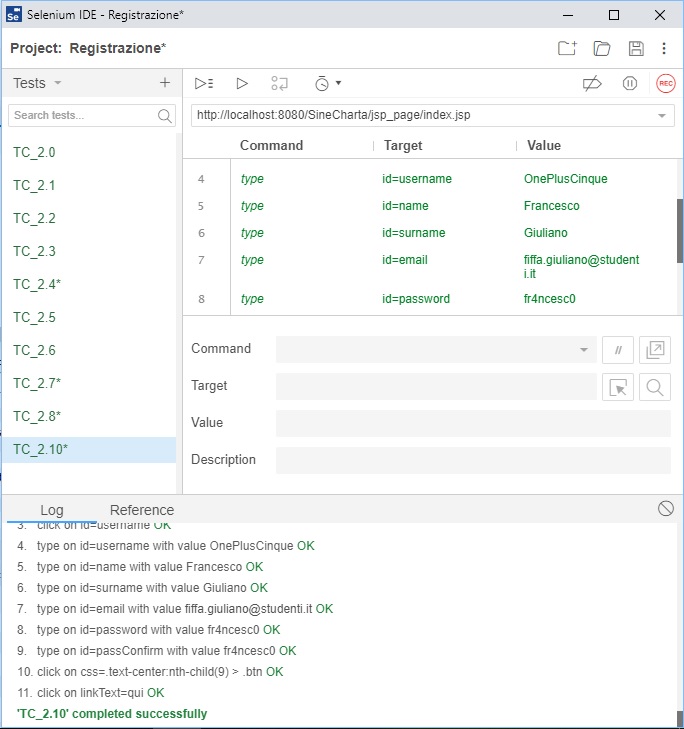 Se Selenium IDE - Registrazione*
Project: Registrazione*
Tests
REC
Search tests...
http://localhost:8080/SineCharta/jsp_page/index.jsp
TC_2.0
TC_2.1
TC_2.2
TC_2.3
TC_2.4*
TC_2.5
TC_2.6
TC_2.7*
TC_2.8*
TC_2.10*
Command Target Value
4 type id=username OnePlusCinque
5 type id=name Francesco
6 type id=surname Giuliano
7 type id=email fiffa.giuliano@student
i.it
8 type id=password fr4ncesc0
Command //
Target
Value
Description
Log Reference
3. click on id=username OK
4. type on id=username with value OnePlusCinque OK
5. type on id=name with value Francesco OK
6. type on id=surname with value Giuliano OK
7. type on id=email with value fiffa.giuliano@studenti.it OK
8. type on id=password with value fr4ncesc0 OK
9. type on id=passConfirm with value fr4ncesc0 OK
10. click on css=.text-center:nth-child(9) > .btn OK
11. click on linkText=qui OK
'TC_2.10' completed successfully